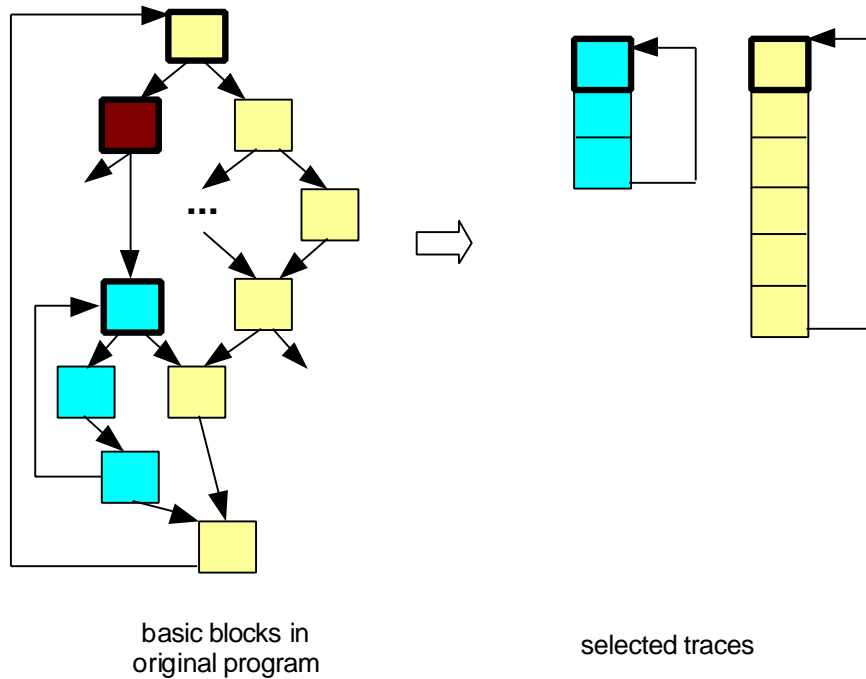 ...
basic blocks in
original program
selected traces